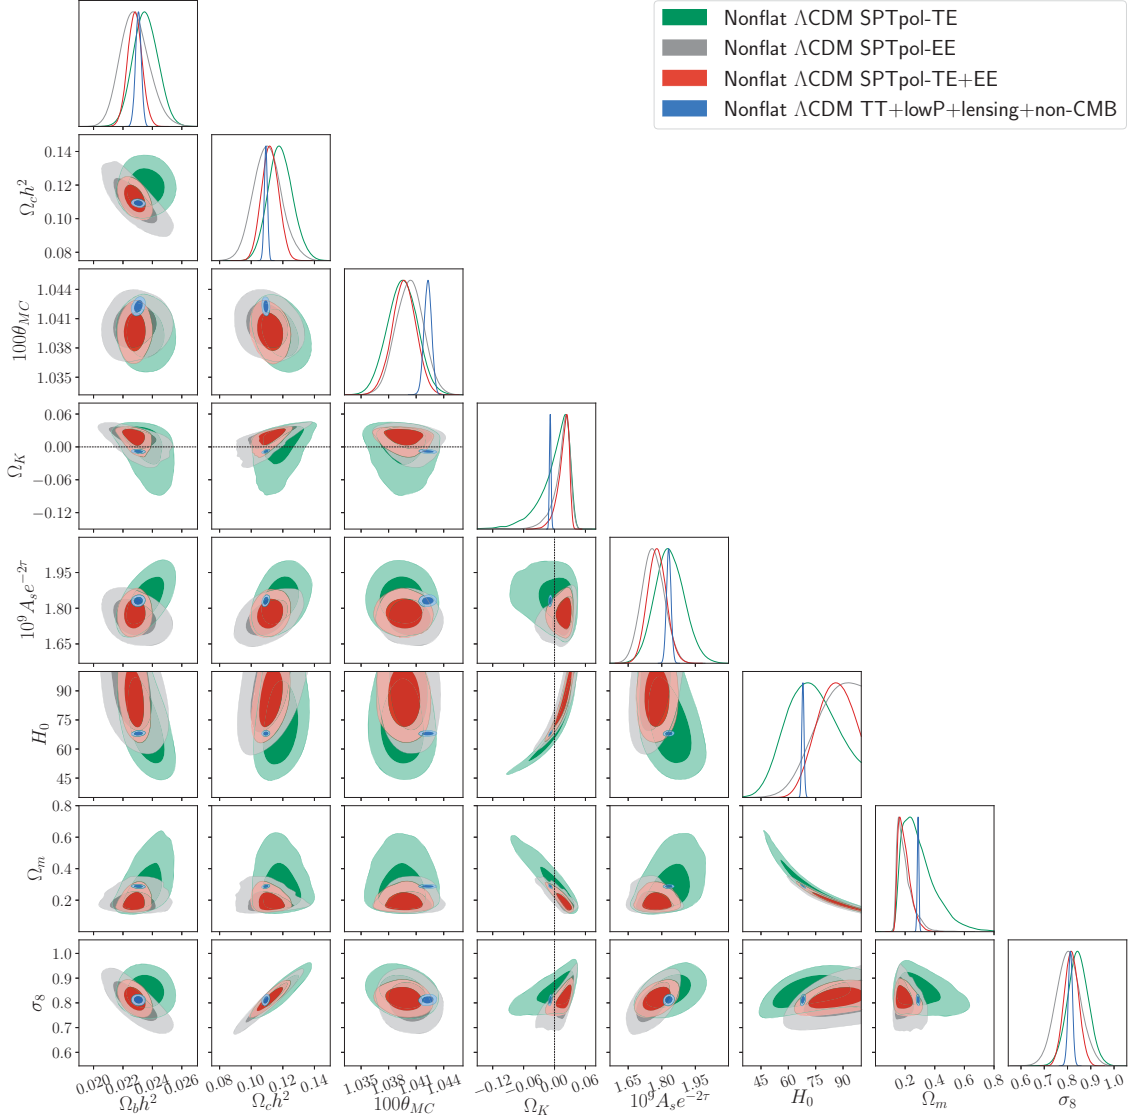 Nonflat ΛCDM SPTpol-TE
Nonflat ΛCDM SPTpol-EE
Nonflat ΛCDM SPTpol-TE+EE
Nonflat ΛCDM TT+lowP+lensing+non-CMB
Ω_c h²
0.14
0.12
0.10
0.08
100θ_MC
1.044
1.041
1.038
1.035
Ω_K
0.06
0.00
−0.06
−0.12
10⁹ A_s e^{−2τ}
1.95
1.80
1.65
H_0
90
75
60
45
Ω_m
0.8
0.6
0.4
0.2
σ_8
1.0
0.9
0.8
0.7
0.6
0.020 0.022 0.024 0.026 0.08 0.10 0.12 0.14 1.035 1.038 1.041 1.044 −0.12 −0.06 0.00 0.06 1.65 1.80 1.95 45 60 75 90 0.2 0.4 0.6 0.8 0.6 0.7 0.8 0.9 1.0
Ω_b h² Ω_c h² 100θ_MC Ω_K 10⁹ A_s e^{−2τ} H_0 Ω_m σ_8